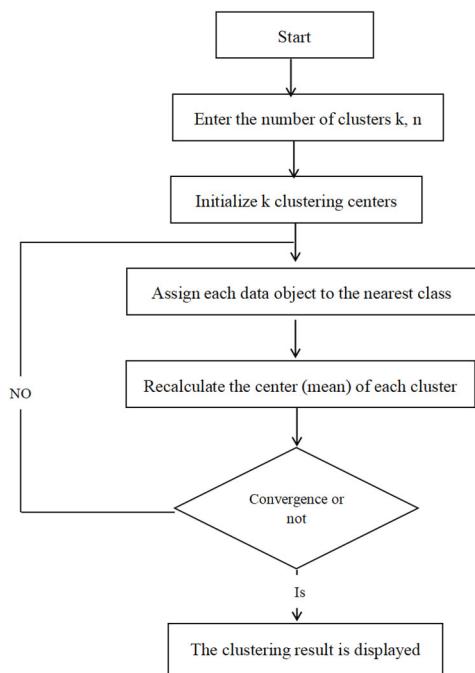 Start
Enter the number of clusters k, n
Initialize k clustering centers
Assign each data object to the nearest class
Recalculate the center (mean) of each cluster
NO
Convergence or
not
Is
The clustering result is displayed